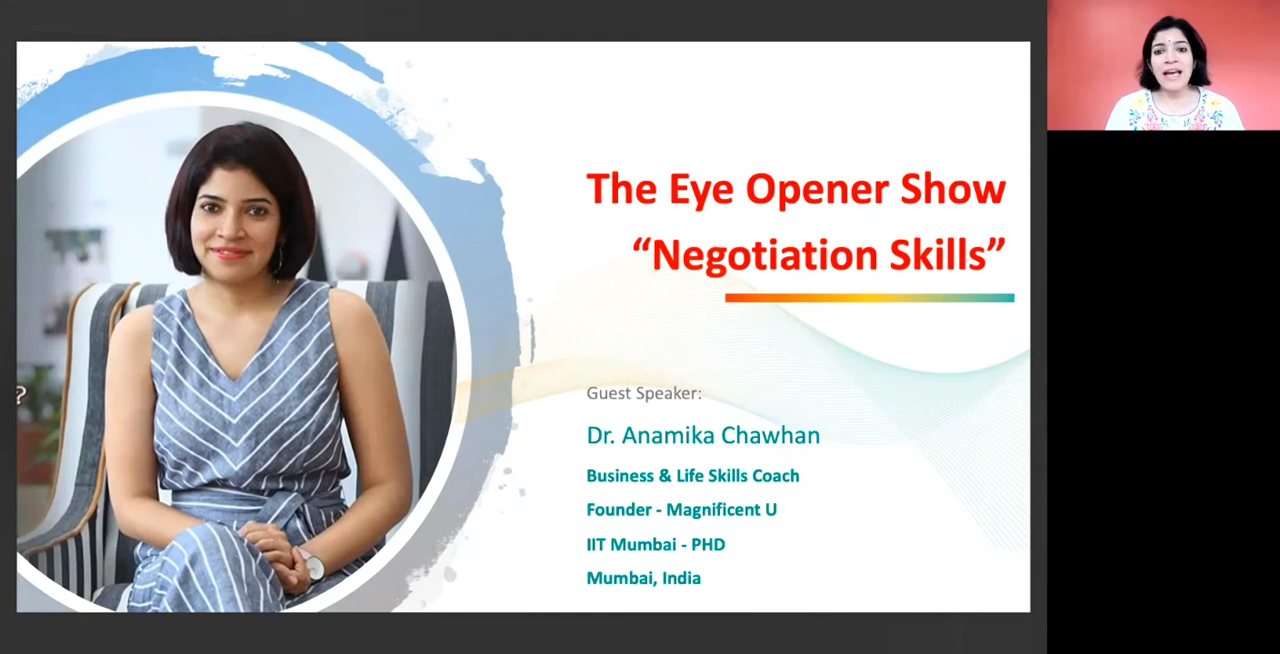 The Eye Opener Show
“Negotiation Skills”
?
Guest Speaker:
Dr. Anamika Chawhan
Business & Life Skills Coach
Founder - Magnificent U
IIT Mumbai - PHD
Mumbai, India